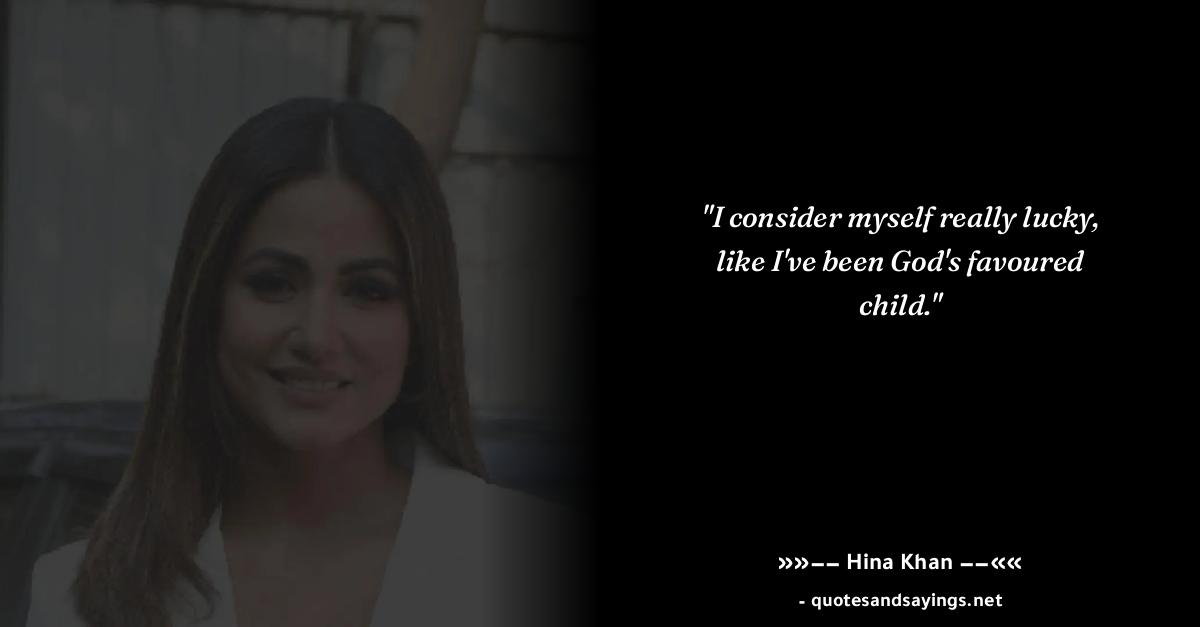 "I consider myself really lucky,
like I've been God's favoured
child."
»»−− Hina Khan −−««
- quotesandsayings.net